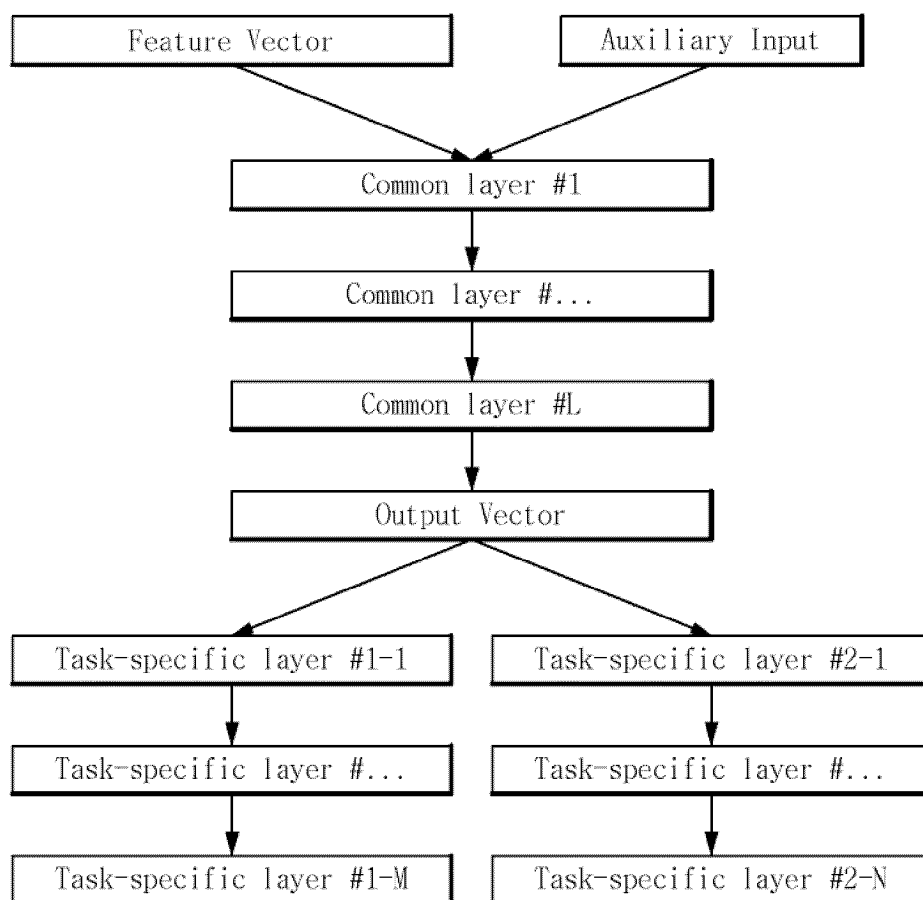 Feature Vector
Auxiliary Input
Common layer #1
Common layer #...
Common layer #L
Output Vector
Task-specific layer #1-1
Task-specific layer #2-1
Task-specific layer #...
Task-specific layer #...
Task-specific layer #1-M
Task-specific layer #2-N